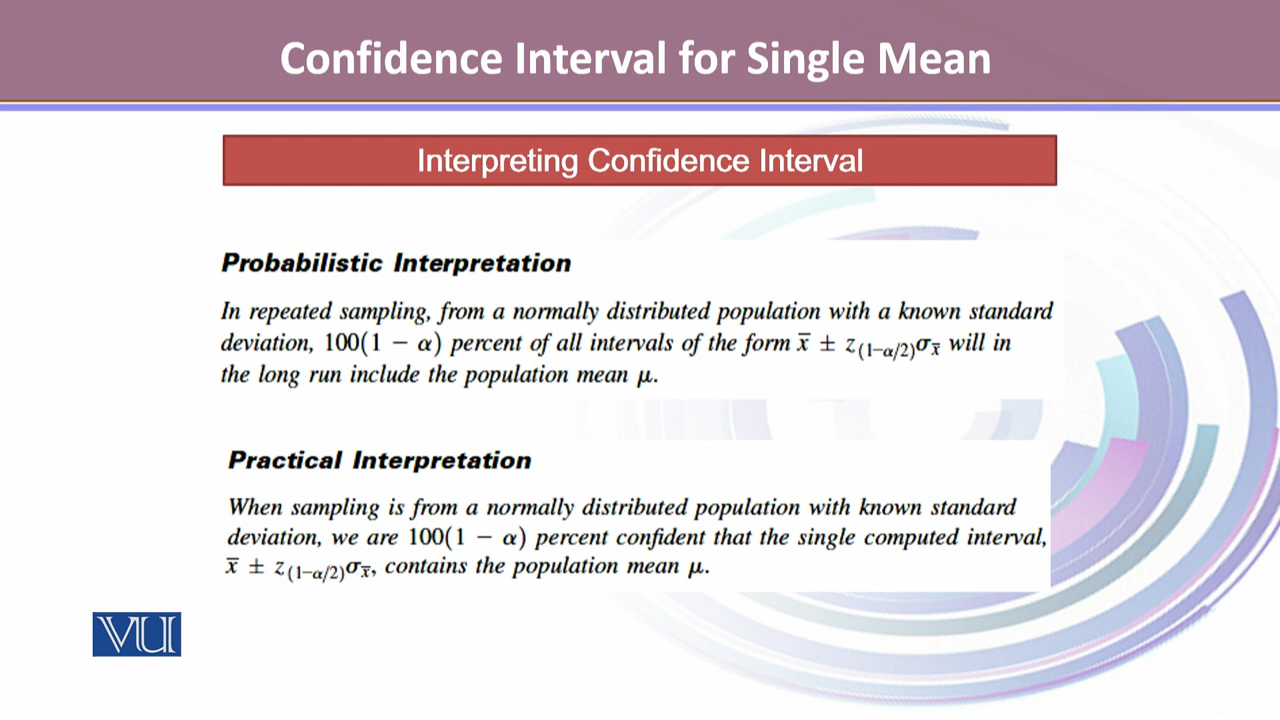 Confidence Interval for Single Mean
Interpreting Confidence Interval
Probabilistic Interpretation
In repeated sampling, from a normally distributed population with a known standard
deviation, 100(1 − α) percent of all intervals of the form x̅ ± z(1−α/2)σx̅ will in
the long run include the population mean μ.
Practical Interpretation
When sampling is from a normally distributed population with known standard
deviation, we are 100(1 − α) percent confident that the single computed interval,
x̅ ± z(1−α/2)σx̅, contains the population mean μ.
VU